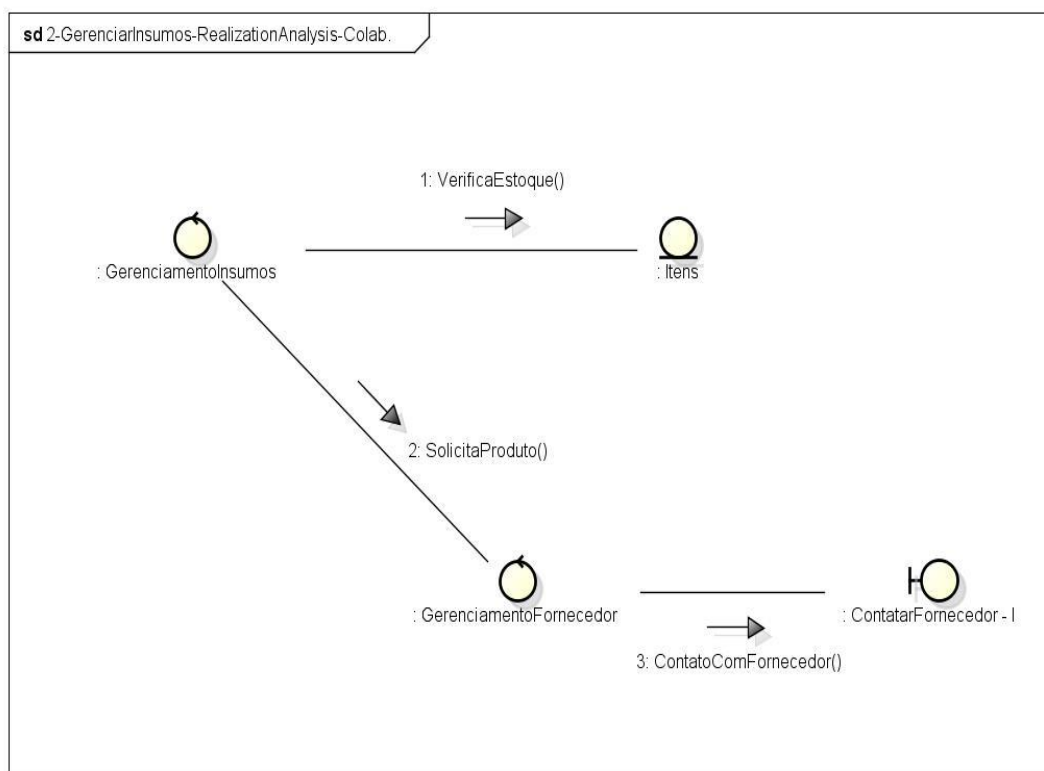 sd 2-GerenciarInsumos-RealizationAnalysis-Colab.
1: VerificaEstoque()
: GerenciamentoInsumos
: Itens
2: SolicitaProduto()
: GerenciamentoFornecedor
: ContatarFornecedor - I
3: ContatoComFornecedor()